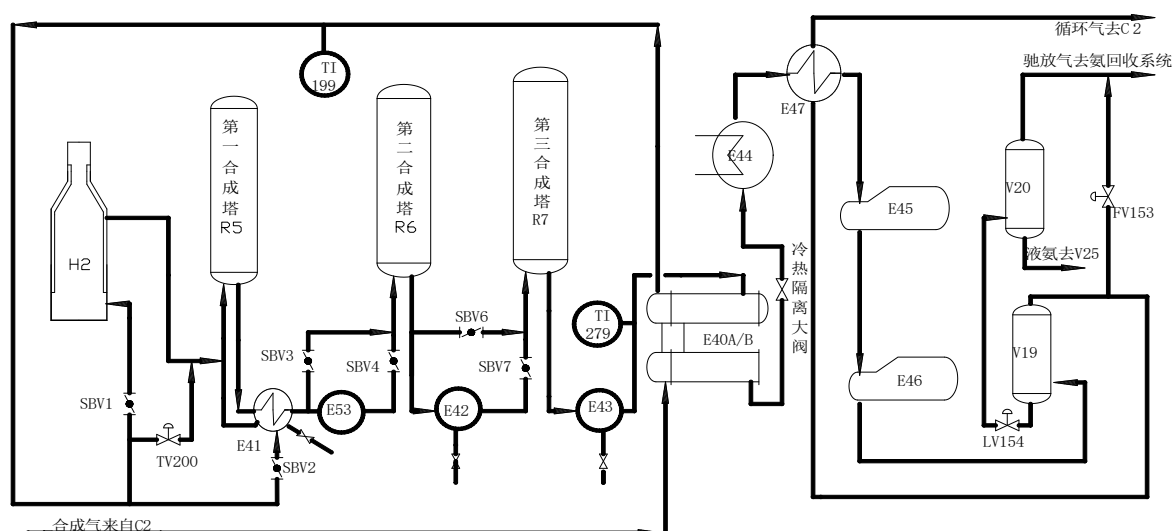 循环气去C2
驰放气去氨回收系统
TI
199
E47
第一合成塔
R5
第二合成塔
R6
第三合成塔
R7
E44
V20
E45
FV153
H2
冷热隔离大阀
液氨去V25
SBV6
TI
279
E40A/B
SBV3
SBV4
SBV7
V19
E46
SBV1
E53
E42
E43
E41
TV200
SBV2
LV154
合成气来自C2